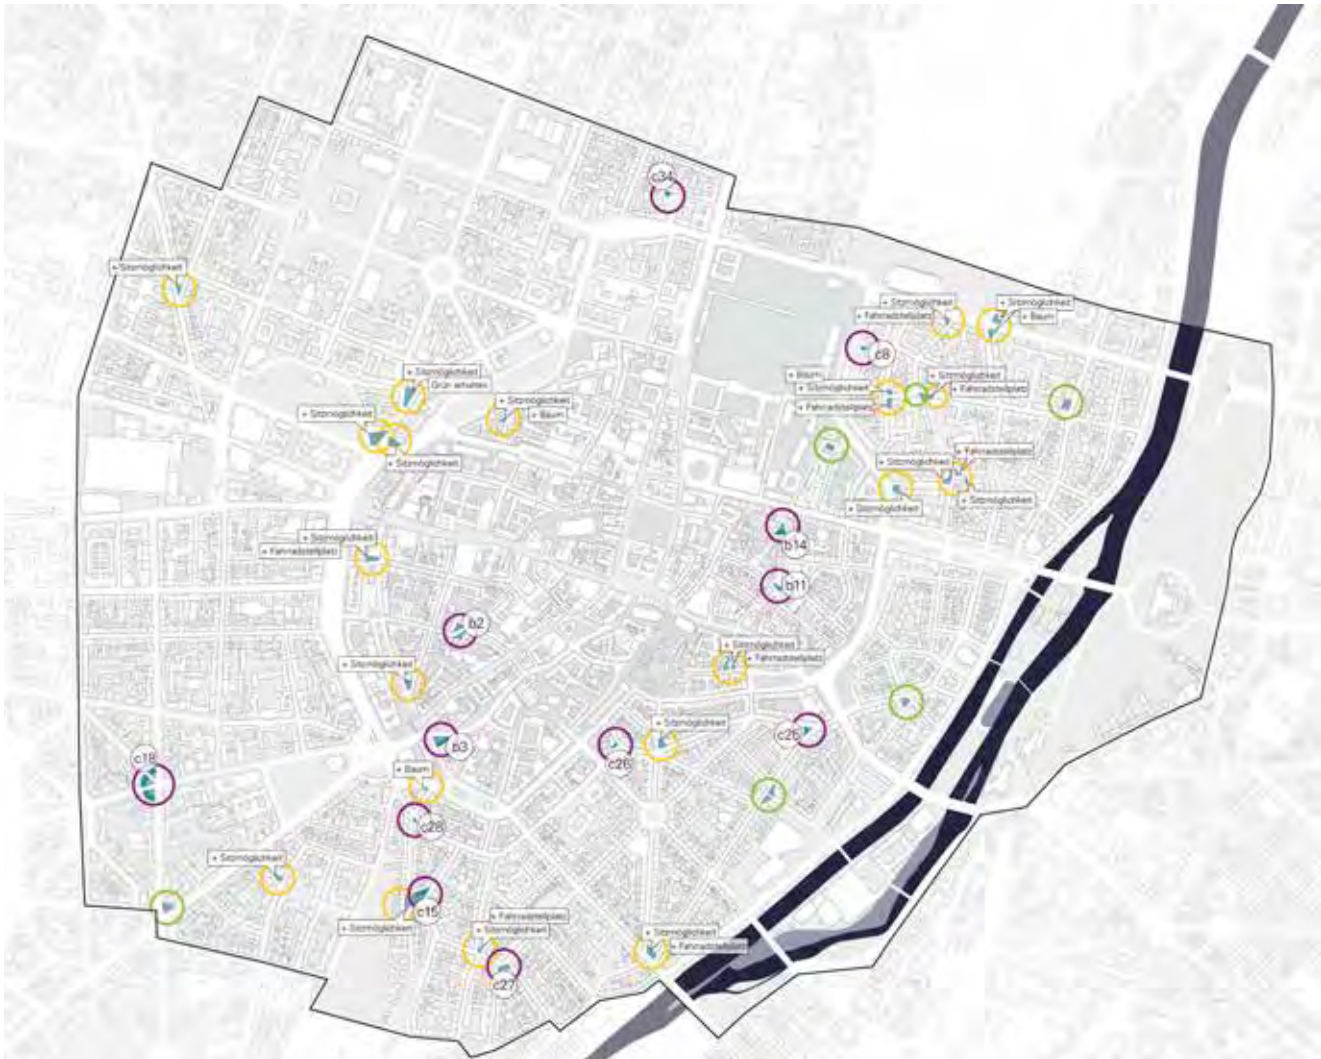 c34
+ Sitzmöglichkeit
+ Sitzmöglichkeit
+ Fahrradstellplatz
+ Sitzmöglichkeit
+ Baum
c8
+ Sitzmöglichkeit
Grün erhalten
+ Baum
+ Sitzmöglichkeit
+ Fahrradstellplatz
+ Sitzmöglichkeit
+ Fahrradstellplatz
+ Sitzmöglichkeit
+ Baum
+ Sitzmöglichkeit
+ Sitzmöglichkeit
+ Fahrradstellplatz
+ Sitzmöglichkeit
+ Sitzmöglichkeit
+ Sitzmöglichkeit
+ Sitzmöglichkeit
+ Fahrradstellplatz
b14
b11
b2
+ Sitzmöglichkeit
+ Fahrradstellplatz
+ Sitzmöglichkeit
+ Sitzmöglichkeit
c25
b3
c26
c18
+ Baum
c28
+ Sitzmöglichkeit
c15
+ Sitzmöglichkeit
+ Fahrradstellplatz
+ Sitzmöglichkeit
+ Sitzmöglichkeit
+ Fahrradstellplatz
c27